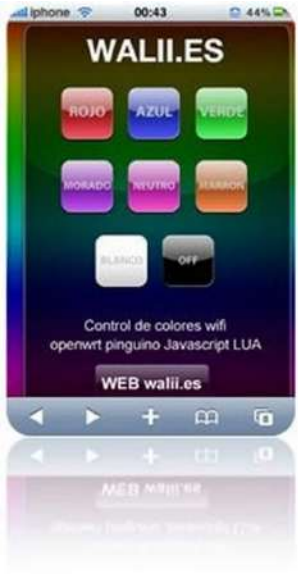 iphone 00:43 44%
WALII.ES
ROJO AZUL VERDE
MORADO NEUTRO MARRON
BLANCO OFF
Control de colores wifi
openwrt pinguino Javascript LUA
WEB walii.es